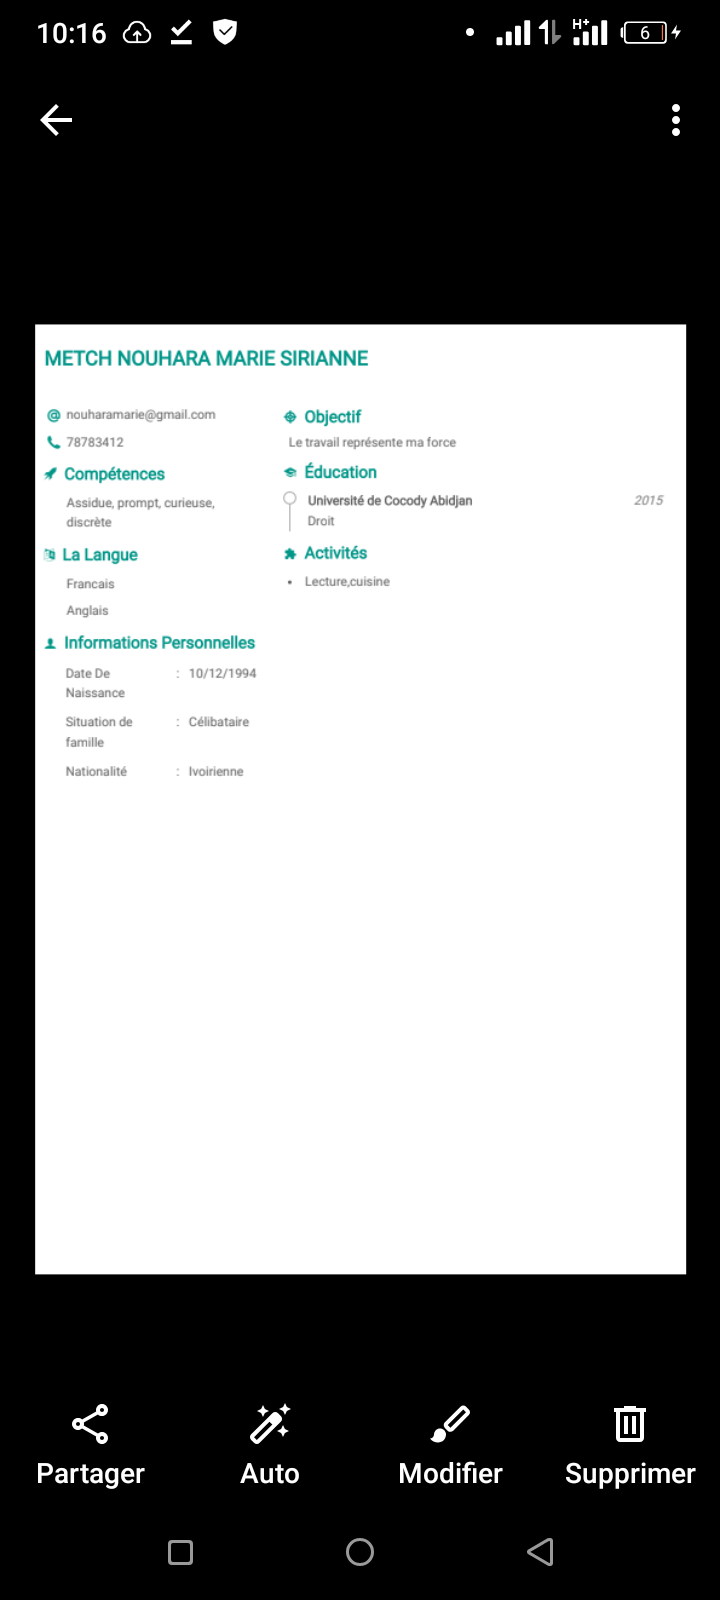 10:16
H+
6
METCH NOUHARA MARIE SIRIANNE
nouharamarie@gmail.com
78783412
Compétences
Assidue, prompt, curieuse,
discrète
La Langue
Francais
Anglais
Informations Personnelles
Date De : 10/12/1994
Naissance
Situation de : Célibataire
famille
Nationalité : Ivoirienne
Objectif
Le travail représente ma force
Éducation
Université de Cocody Abidjan 2015
Droit
Activités
• Lecture,cuisine
Partager Auto Modifier Supprimer